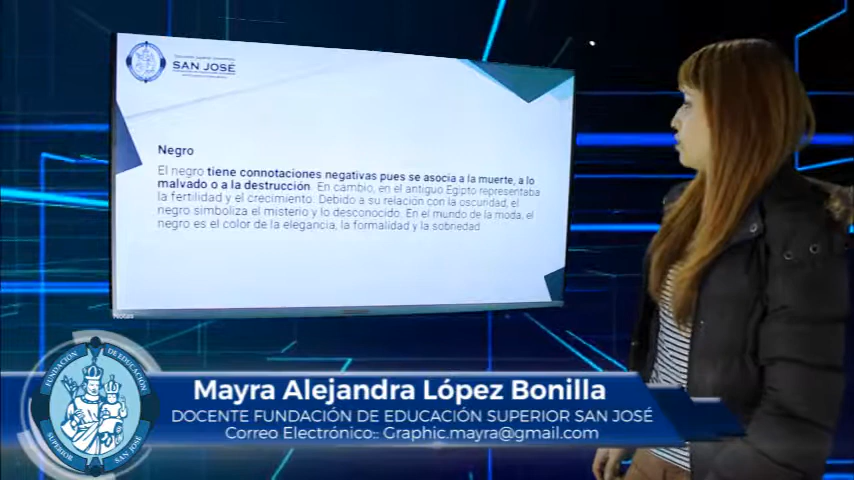 SAN JOSÉ
Negro
El negro tiene connotaciones negativas pues se asocia a la muerte, a lo
malvado o a la destrucción. En cambio, en el antiguo Egipto representaba
la fertilidad y el crecimiento. Debido a su relación con la oscuridad, el
negro simboliza el misterio y lo desconocido. En el mundo de la moda, el
negro es el color de la elegancia, la formalidad y la sobriedad
Notas
FUNDACIÓN DE EDUCACIÓN
SUPERIOR SAN JOSÉ
Mayra Alejandra López Bonilla
DOCENTE FUNDACIÓN DE EDUCACIÓN SUPERIOR SAN JOSÉ
Correo Electrónico:: Graphic.mayra@gmail.com